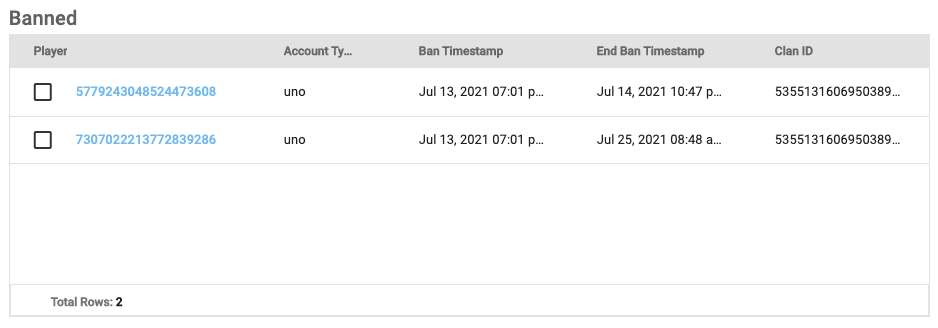 Banned
Player Account Ty... Ban Timestamp End Ban Timestamp Clan ID
5779243048524473608 uno Jul 13, 2021 07:01 p... Jul 14, 2021 10:47 p... 5355131606950389...
7307022213772839286 uno Jul 13, 2021 07:01 p... Jul 25, 2021 08:48 a... 5355131606950389...
Total Rows: 2